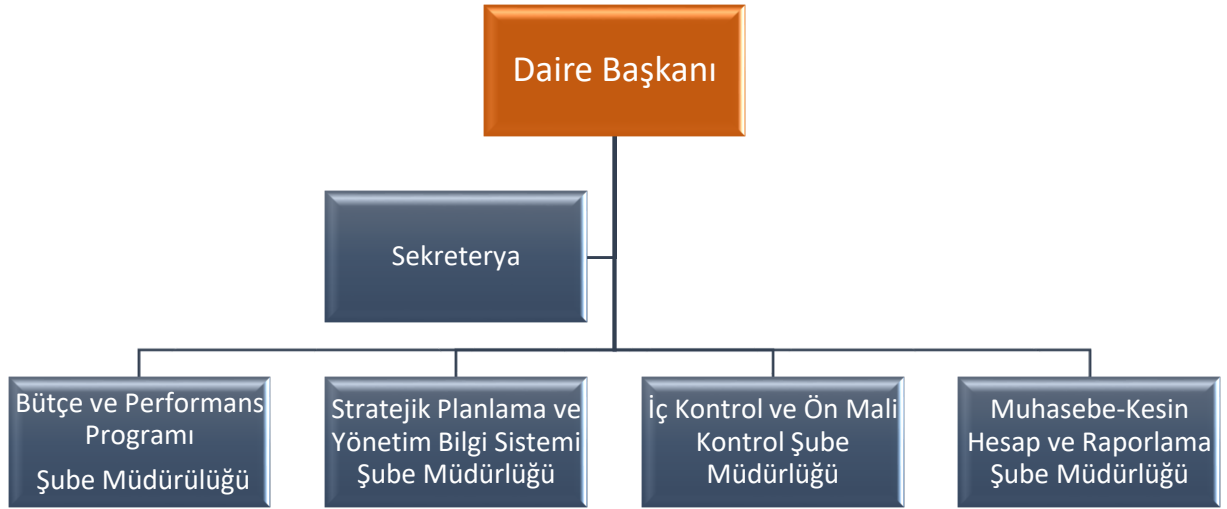 Daire Başkanı
Sekreterya
Bütçe ve Performans
Programı
Şube Müdürülüğü
Stratejik Planlama ve
Yönetim Bilgi Sistemi
Şube Müdürlüğü
İç Kontrol ve Ön Mali
Kontrol Şube
Müdürlüğü
Muhasebe-Kesin
Hesap ve Raporlama
Şube Müdürlüğü